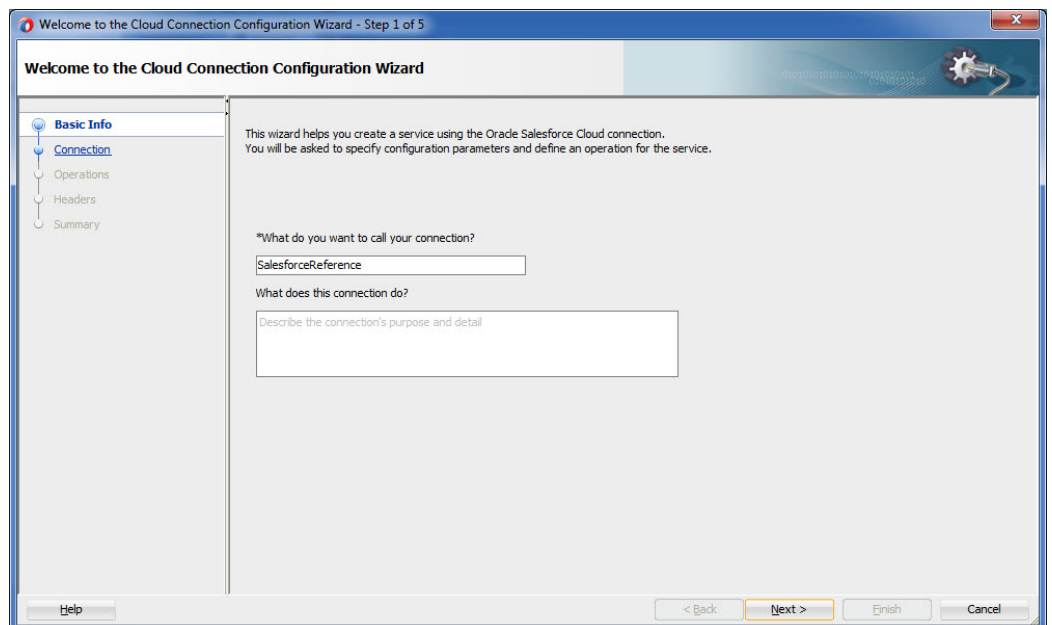 Welcome to the Cloud Connection Configuration Wizard - Step 1 of 5
Welcome to the Cloud Connection Configuration Wizard
Basic Info
Connection
Operations
Headers
Summary
This wizard helps you create a service using the Oracle Salesforce Cloud connection.
You will be asked to specify configuration parameters and define an operation for the service.
*What do you want to call your connection?
SalesforceReference
What does this connection do?
Describe the connection's purpose and detail
Help
< Back
Next >
Finish
Cancel